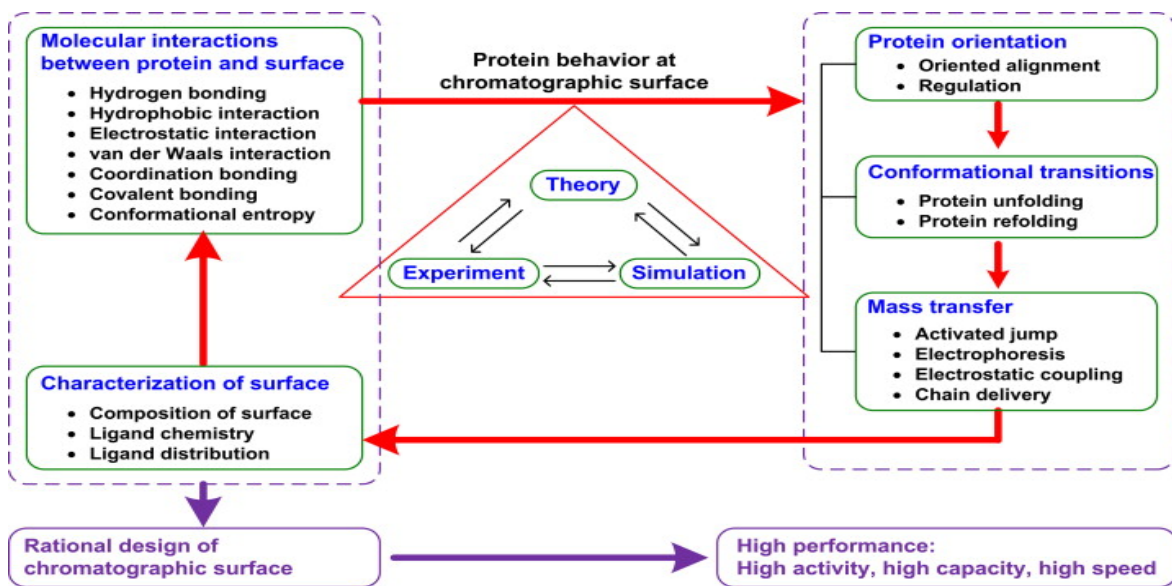 Molecular interactions
between protein and surface
• Hydrogen bonding
• Hydrophobic interaction
• Electrostatic interaction
• van der Waals interaction
• Coordination bonding
• Covalent bonding
• Conformational entropy
Protein behavior at
chromatographic surface
Theory
Experiment
Simulation
Protein orientation
• Oriented alignment
• Regulation
Conformational transitions
• Protein unfolding
• Protein refolding
Mass transfer
• Activated jump
• Electrophoresis
• Electrostatic coupling
• Chain delivery
Characterization of surface
• Composition of surface
• Ligand chemistry
• Ligand distribution
Rational design of
chromatographic surface
High performance:
High activity, high capacity, high speed